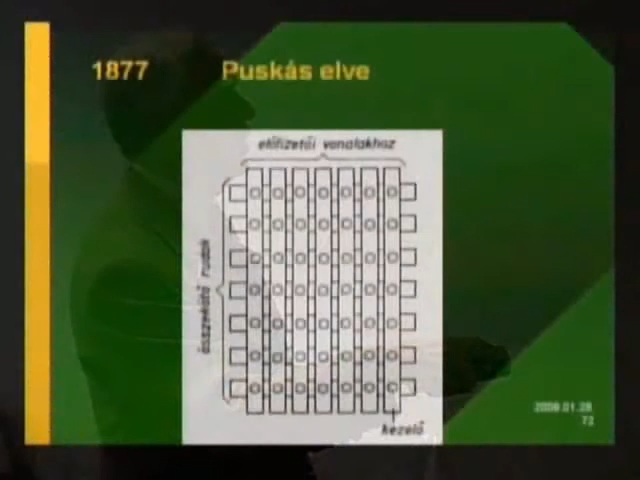 1877 Puskás elve
előfizetői vonalakhoz
összekötő rudak
kezelő
2008.01.28
72